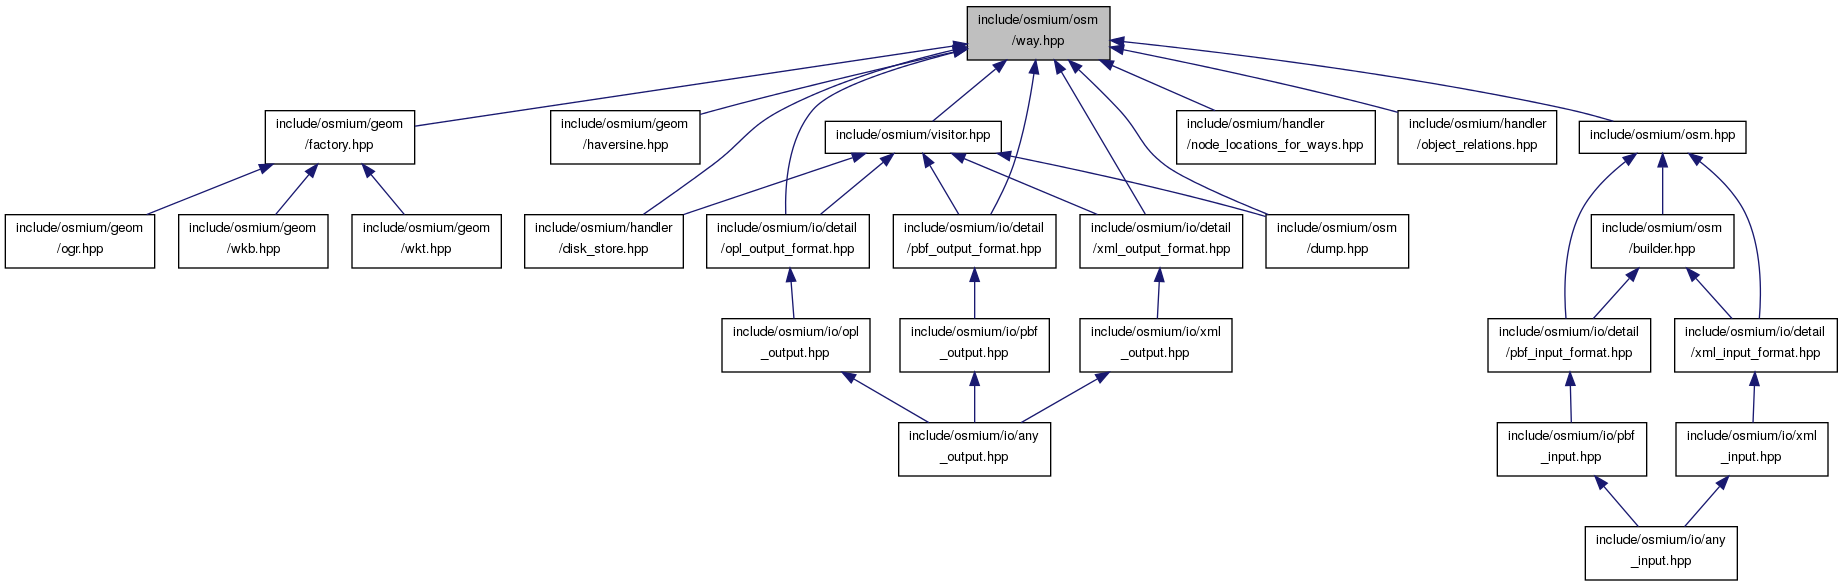 include/osmium/osm
/way.hpp
include/osmium/geom
/factory.hpp
include/osmium/geom
/haversine.hpp
include/osmium/visitor.hpp
include/osmium/handler
/node_locations_for_ways.hpp
include/osmium/handler
/object_relations.hpp
include/osmium/osm.hpp
include/osmium/geom
/ogr.hpp
include/osmium/geom
/wkb.hpp
include/osmium/geom
/wkt.hpp
include/osmium/handler
/disk_store.hpp
include/osmium/io/detail
/opl_output_format.hpp
include/osmium/io/detail
/pbf_output_format.hpp
include/osmium/io/detail
/xml_output_format.hpp
include/osmium/osm
/dump.hpp
include/osmium/osm
/builder.hpp
include/osmium/io/opl
_output.hpp
include/osmium/io/pbf
_output.hpp
include/osmium/io/xml
_output.hpp
include/osmium/io/detail
/pbf_input_format.hpp
include/osmium/io/detail
/xml_input_format.hpp
include/osmium/io/any
_output.hpp
include/osmium/io/pbf
_input.hpp
include/osmium/io/xml
_input.hpp
include/osmium/io/any
_input.hpp